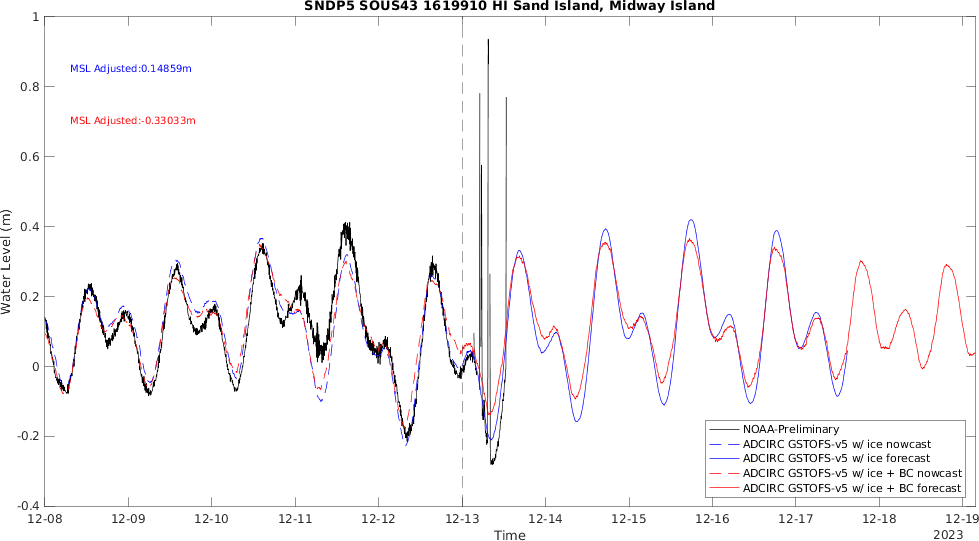 SNDP5 SOUS43 1619910 HI Sand Island, Midway Island
MSL Adjusted:0.14859m
MSL Adjusted:-0.33033m
Water Level (m)
1
0.8
0.6
0.4
0.2
0
-0.2
-0.4
NOAA-Preliminary
ADCIRC GSTOFS-v5 w/ ice nowcast
ADCIRC GSTOFS-v5 w/ ice forecast
ADCIRC GSTOFS-v5 w/ ice + BC nowcast
ADCIRC GSTOFS-v5 w/ ice + BC forecast
12-08 12-09 12-10 12-11 12-12 12-13 12-14 12-15 12-16 12-17 12-18 12-19
Time
2023